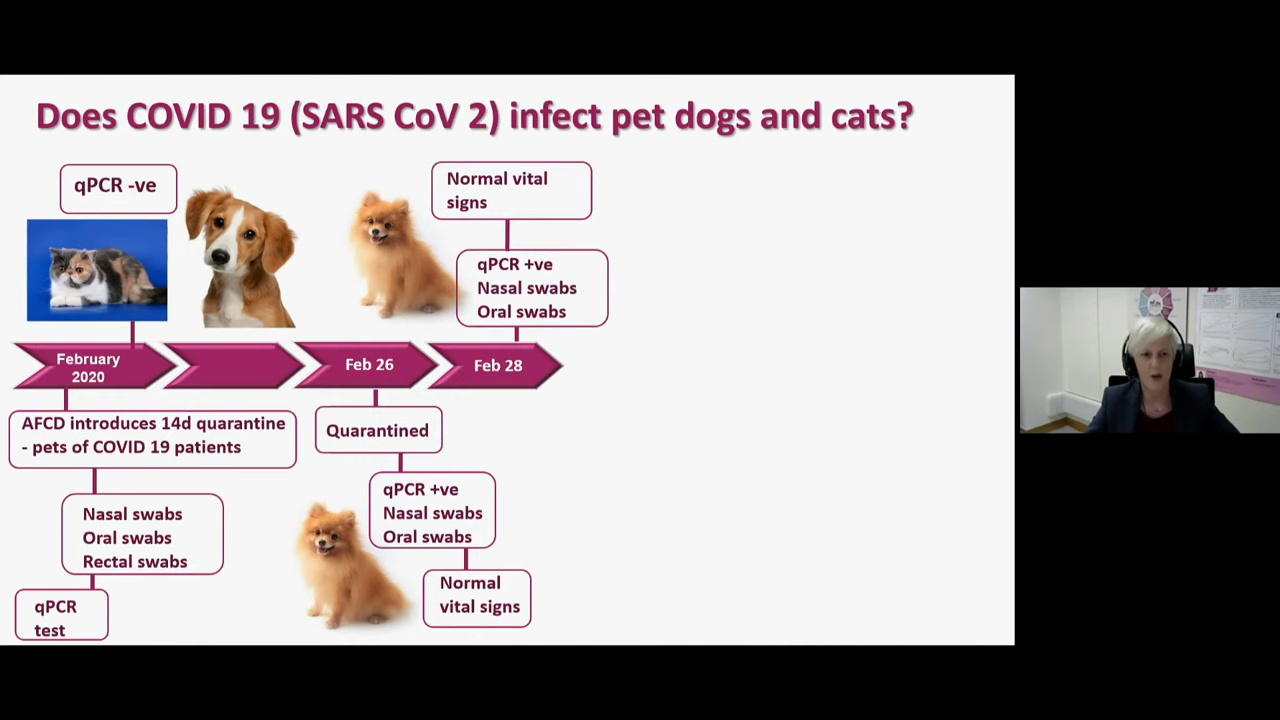 Does COVID 19 (SARS CoV 2) infect pet dogs and cats?
qPCR -ve
Normal vital
signs
qPCR +ve
Nasal swabs
Oral swabs
February
2020
Feb 26
Feb 28
AFCD introduces 14d quarantine
- pets of COVID 19 patients
Nasal swabs
Oral swabs
Rectal swabs
qPCR
test
Quarantined
qPCR +ve
Nasal swabs
Oral swabs
Normal
vital signs